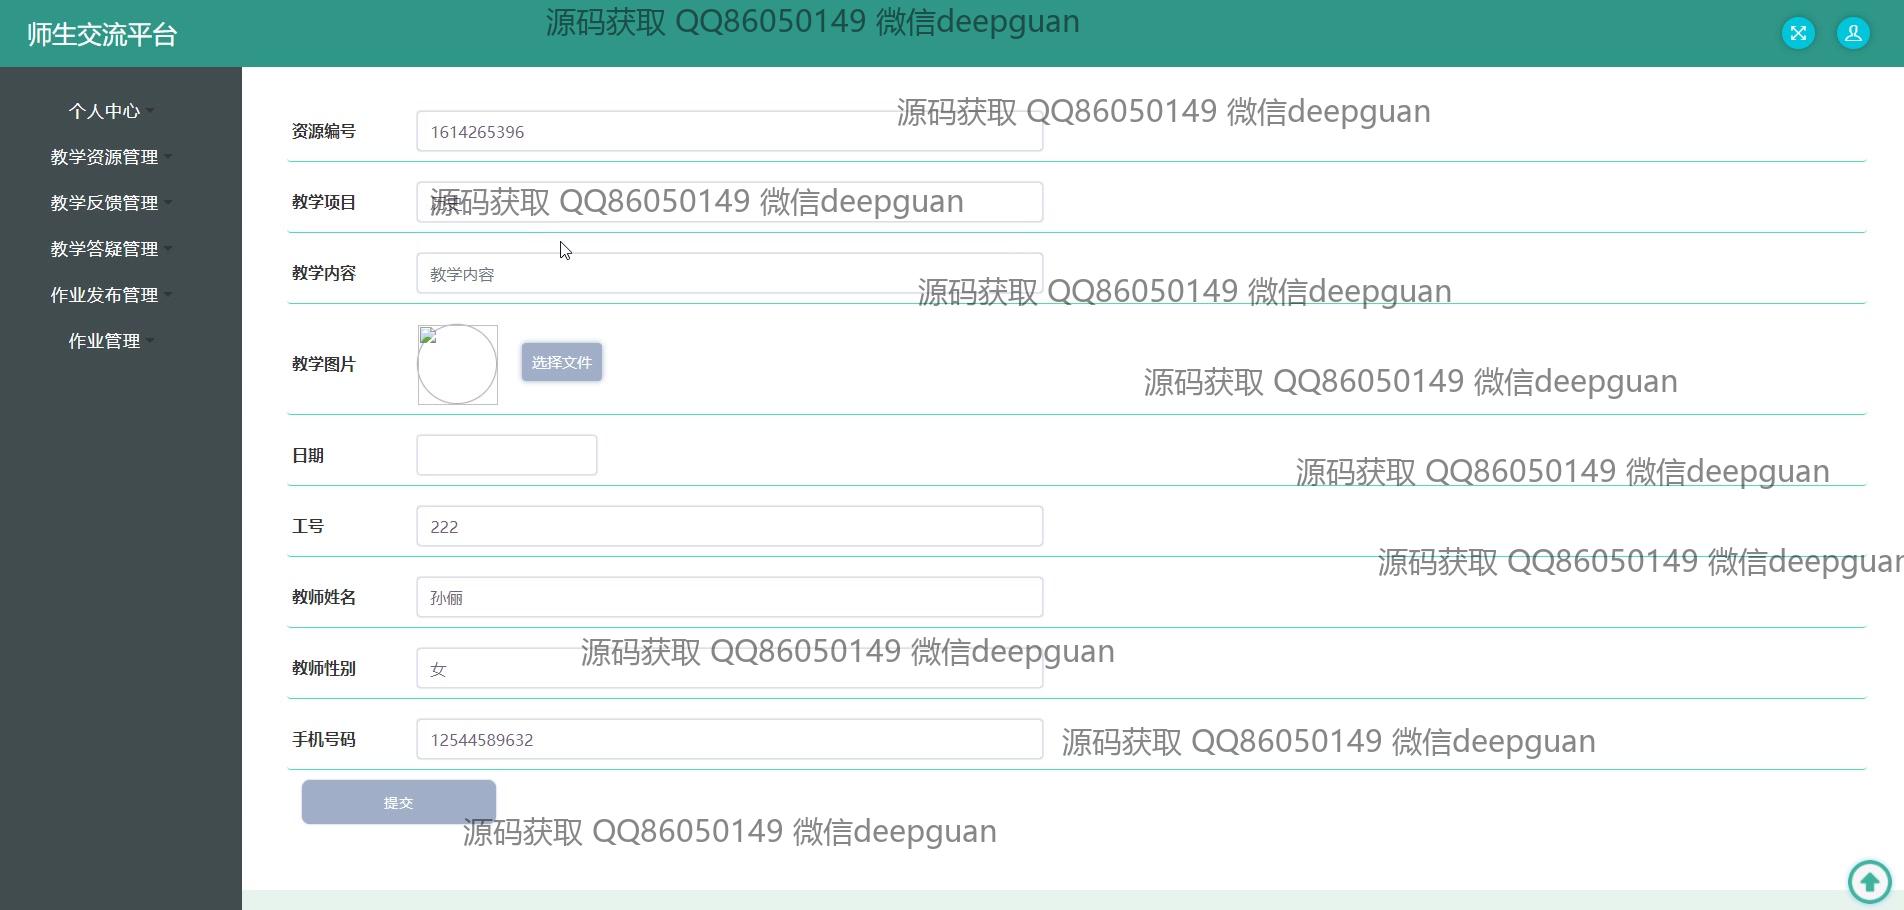 师生交流平台
源码获取 QQ86050149 微信deepguan
个人中心
教学资源管理
教学反馈管理
教学答疑管理
作业发布管理
作业管理
源码获取 QQ86050149 微信deepguan
资源编号 1614265396
教学项目
源码获取 QQ86050149 微信deepguan
教学内容 教学内容
源码获取 QQ86050149 微信deepguan
教学图片 选择文件
源码获取 QQ86050149 微信deepguan
日期
源码获取 QQ86050149 微信deepguan
工号 222
源码获取 QQ86050149 微信deepguan
教师姓名 孙俪
源码获取 QQ86050149 微信deepguan
教师性别 女
手机号码 12544589632
源码获取 QQ86050149 微信deepguan
提交
源码获取 QQ86050149 微信deepguan